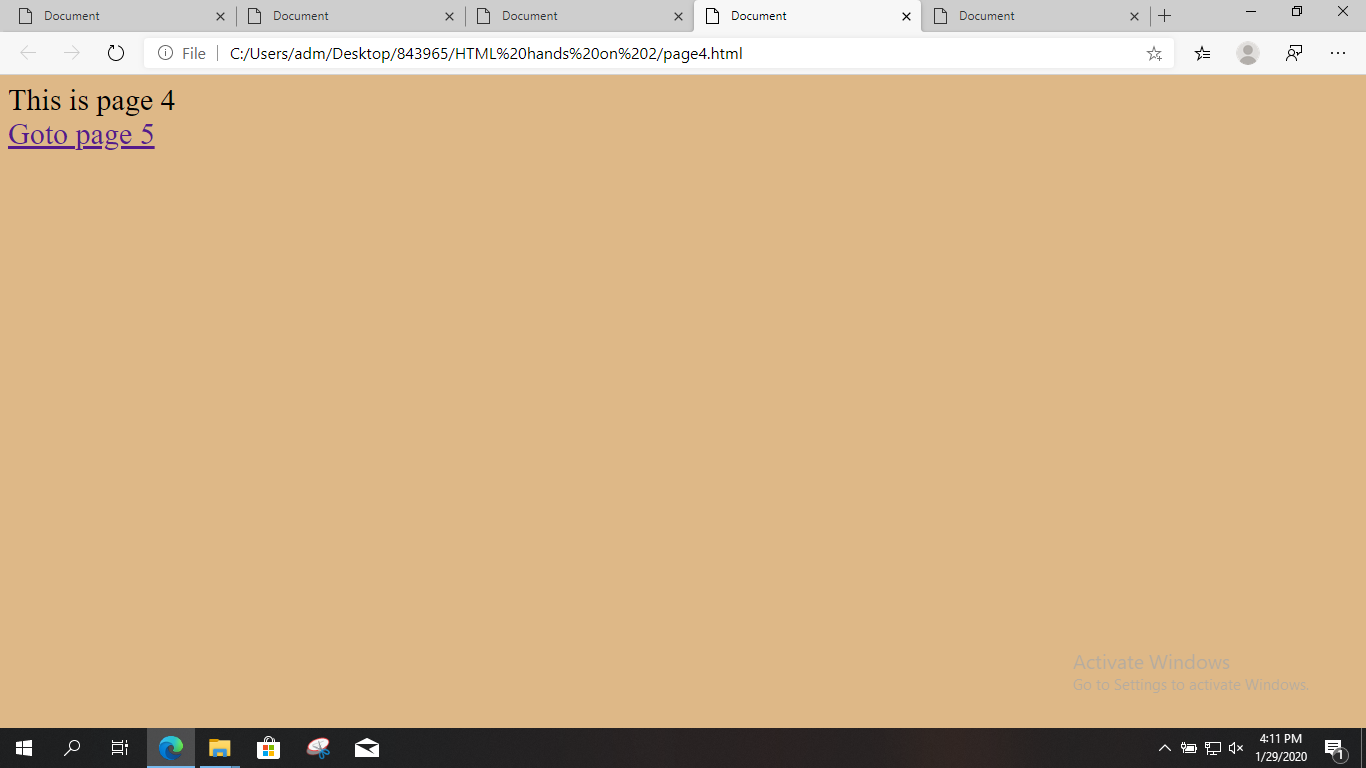 Document
Document
Document
Document
Document
File
C:/Users/adm/Desktop/843965/HTML%20hands%20on%202/page4.html
This is page 4
Goto page 5
Activate Windows
Go to Settings to activate Windows.
4:11 PM
1/29/2020
1